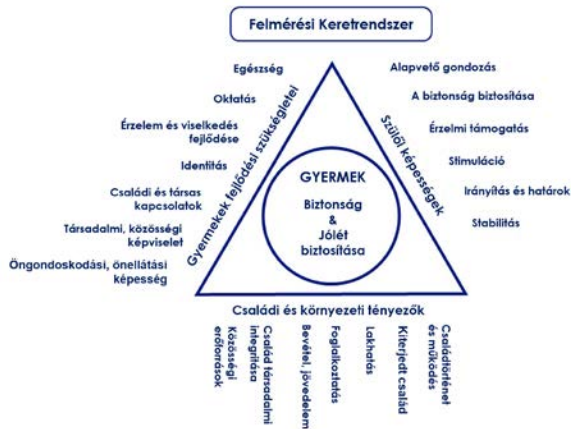 Felmérési Keretrendszer
Egészség
Oktatás
Érzelem és viselkedés
fejlődése
Identitás
Családi és társas
kapcsolatok
Társadalmi, közösségi
képviselet
Öngondoskodási, önellátási
képesség
Gyermekek fejlődési szükségletei
GYERMEK
Biztonság
&
Jólét
biztosítása
Szülői képességek
Alapvető gondozás
A biztonság biztosítása
Érzelmi támogatás
Stimuláció
Irányítás és határok
Stabilitás
Családi és környezeti tényezők
Közösségi
erőforrások
Család társadalmi
integritása
Bevétel, jövedelem
Foglalkoztatás
Lakhatás
Kiterjedt család
Családtörténet
és működés